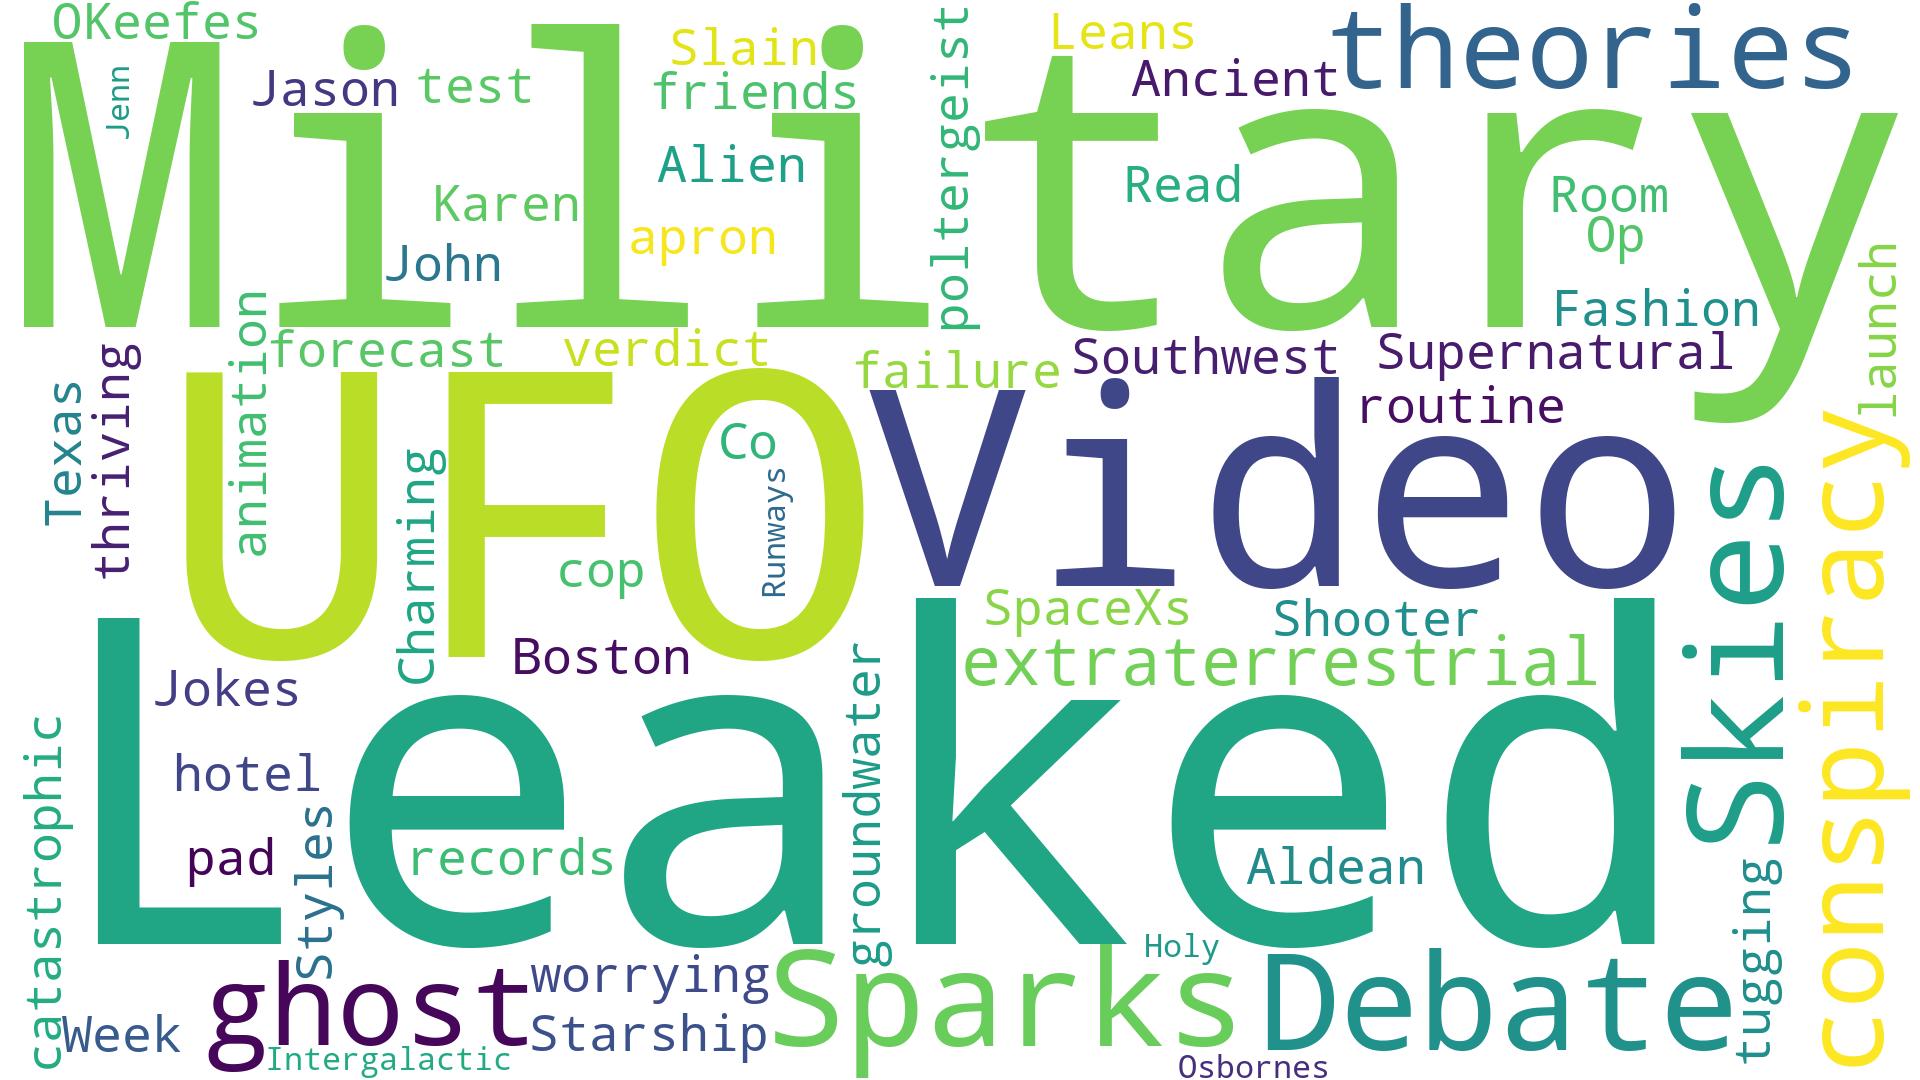 OKeefes
Jenn
Jason
test
Slain
friends
poltergeist
Leans
Ancient
theories
Military
Karen
John
Alien
apron
Read
Room
Op
Fashion
launch
forecast
verdict
failure
Southwest
Supernatural
routine
Texas
thriving
animation
UFO
Charming
cop
Co
Runways
Video
Skies
conspiracy
Boston
SpaceXs
Shooter
extraterrestrial
Jokes
hotel
pad
Styles
records
Leaked
groundwater
Aldean
catastrophic
Week
ghost
Intergalactic
worrying
Starship
Sparks
Holy
Osbornes
Debate
tugging